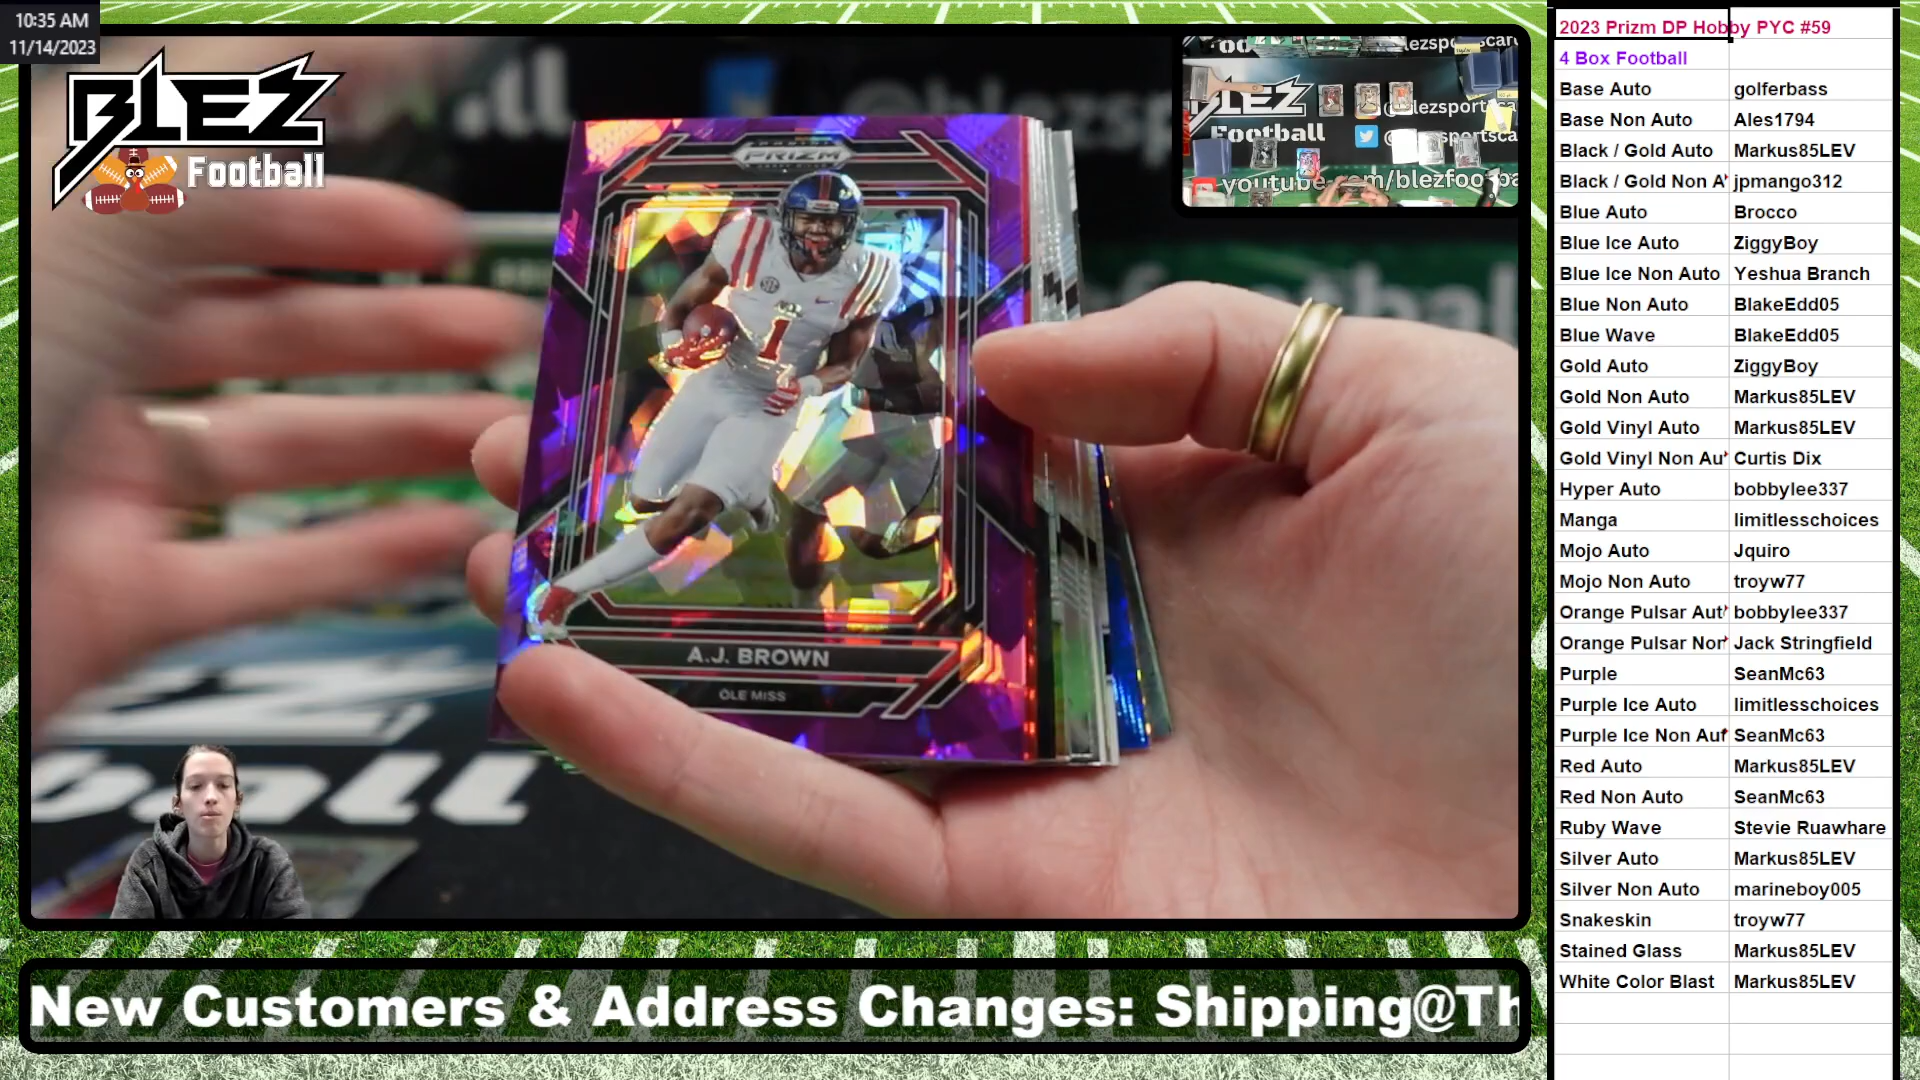 10:35 AM
11/14/2023
BLEZ
Football
PRIZM
1
A.J. BROWN
OLE MISS
BLEZ
Football
youtube
New Customers & Address Changes: Shipping@Th
2023 Prizm DP Hobby PYC #59
4 Box Football
Base Auto golferbass
Base Non Auto Ales1794
Black / Gold Auto Markus85LEV
Black / Gold Non A jpmango312
Blue Auto Brocco
Blue Ice Auto ZiggyBoy
Blue Ice Non Auto Yeshua Branch
Blue Non Auto BlakeEdd05
Blue Wave BlakeEdd05
Gold Auto ZiggyBoy
Gold Non Auto Markus85LEV
Gold Vinyl Auto Markus85LEV
Gold Vinyl Non Au Curtis Dix
Hyper Auto bobbylee337
Manga limitlesschoices
Mojo Auto Jquiro
Mojo Non Auto troyw77
Orange Pulsar Aut bobbylee337
Orange Pulsar Non Jack Stringfield
Purple SeanMc63
Purple Ice Auto limitlesschoices
Purple Ice Non Aut SeanMc63
Red Auto Markus85LEV
Red Non Auto SeanMc63
Ruby Wave Stevie Ruawhare
Silver Auto Markus85LEV
Silver Non Auto marineboy005
Snakeskin troyw77
Stained Glass Markus85LEV
White Color Blast Markus85LEV